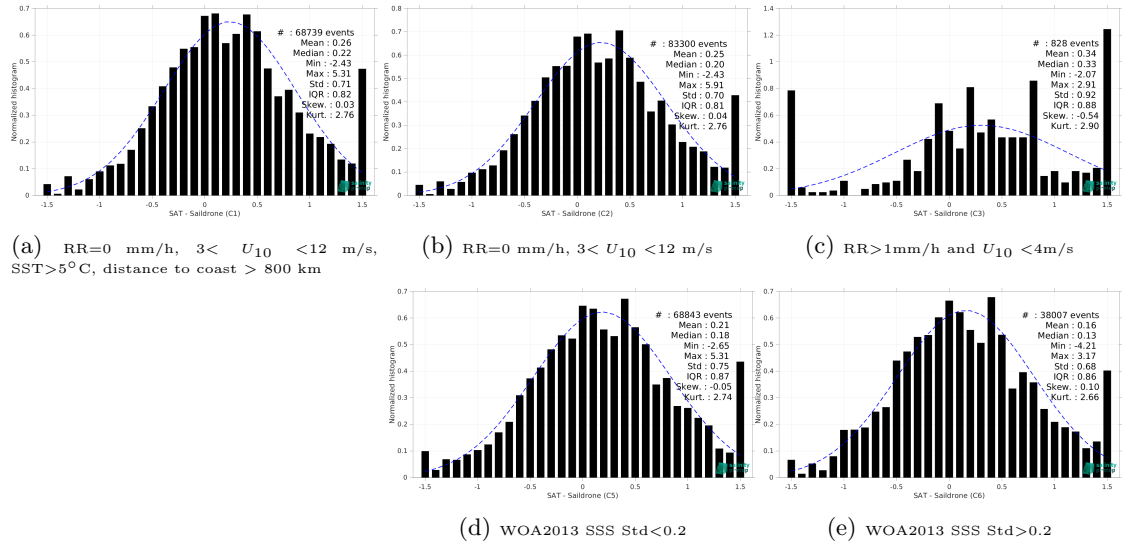 0.7
0.6
0.5
0.4
0.3
0.2
0.1
0
Normalized histogram
# : 68739 events
Mean : 0.26
Median : 0.22
Min : -2.43
Max : 5.31
Std : 0.71
IQR : 0.82
Skew. : 0.03
Kurt. : 2.76
-1.5 -1 -0.5 0 0.5 1 1.5
SAT - Saildrone (C1)
(a) RR=0 mm/h, 3< U10 <12 m/s,
SST>5°C, distance to coast > 800 km
0.8
0.7
0.6
0.5
0.4
0.3
0.2
0.1
0
Normalized histogram
# : 83300 events
Mean : 0.25
Median : 0.20
Min : -2.43
Max : 5.91
Std : 0.70
IQR : 0.81
Skew. : 0.04
Kurt. : 2.76
-1.5 -1 -0.5 0 0.5 1 1.5
SAT - Saildrone (C2)
(b) RR=0 mm/h, 3< U10 <12 m/s
1.4
1.2
1
0.8
0.6
0.4
0.2
0
Normalized histogram
# : 828 events
Mean : 0.34
Median : 0.33
Min : -2.07
Max : 2.91
Std : 0.92
IQR : 0.88
Skew. : -0.54
Kurt. : 2.90
-1.5 -1 -0.5 0 0.5 1 1.5
SAT - Saildrone (C3)
(c) RR>1mm/h and U10 <4m/s
0.7
0.6
0.5
0.4
0.3
0.2
0.1
0
Normalized histogram
# : 68843 events
Mean : 0.21
Median : 0.18
Min : -2.65
Max : 5.31
Std : 0.75
IQR : 0.87
Skew. : -0.05
Kurt. : 2.74
-1.5 -1 -0.5 0 0.5 1 1.5
SAT - Saildrone (C5)
(d) WOA2013 SSS Std<0.2
0.7
0.6
0.5
0.4
0.3
0.2
0.1
0
Normalized histogram
# : 38007 events
Mean : 0.16
Median : 0.13
Min : -4.21
Max : 3.17
Std : 0.68
IQR : 0.86
Skew. : 0.10
Kurt. : 2.66
-1.5 -1 -0.5 0 0.5 1 1.5
SAT - Saildrone (C6)
(e) WOA2013 SSS Std>0.2